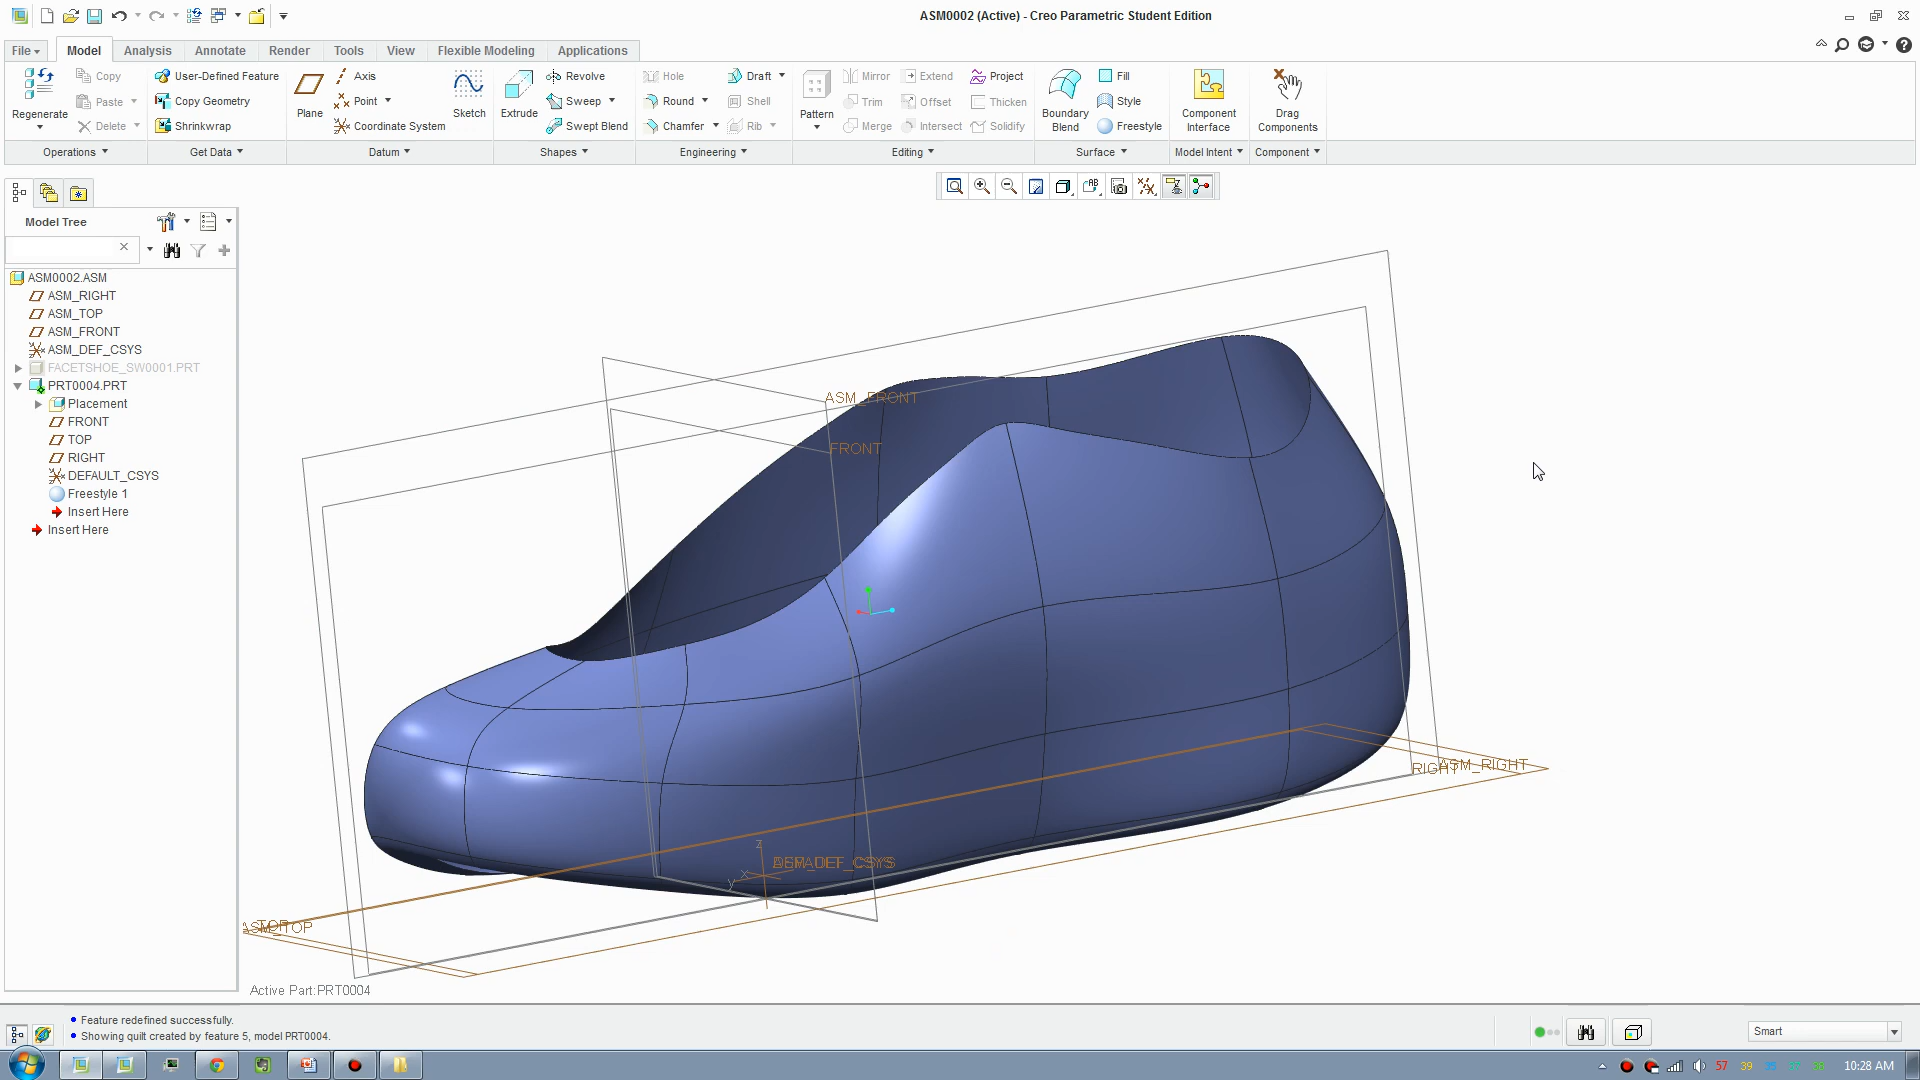 ASM0002 (Active) - Creo Parametric Student Edition
File
Model
Analysis
Annotate
Render
Tools
View
Flexible Modeling
Applications
Regenerate
Copy
Paste
Delete
Operations
User-Defined Feature
Copy Geometry
Shrinkwrap
Get Data
Plane
Axis
Point
Coordinate System
Sketch
Datum
Extrude
Revolve
Sweep
Swept Blend
Shapes
Hole
Round
Chamfer
Draft
Shell
Rib
Engineering
Pattern
Mirror
Trim
Merge
Extend
Offset
Intersect
Project
Thicken
Solidify
Editing
Boundary
Blend
Fill
Style
Freestyle
Surface
Component
Interface
Model Intent
Drag
Components
Component
Model Tree
ASM0002.ASM
ASM_RIGHT
ASM_TOP
ASM_FRONT
ASM_DEF_CSYS
FACETSHOE_SW0001.PRT
PRT0004.PRT
Placement
FRONT
TOP
RIGHT
DEFAULT_CSYS
Freestyle 1
Insert Here
Insert Here
ASM_FRONT
FRONT
RIGHT
ASM_RIGHT
z
x
y
ASM_TOP
Active Part:PRT0004
Feature redefined successfully.
Showing quilt created by feature 5, model PRT0004.
Smart
57
39
10:28 AM